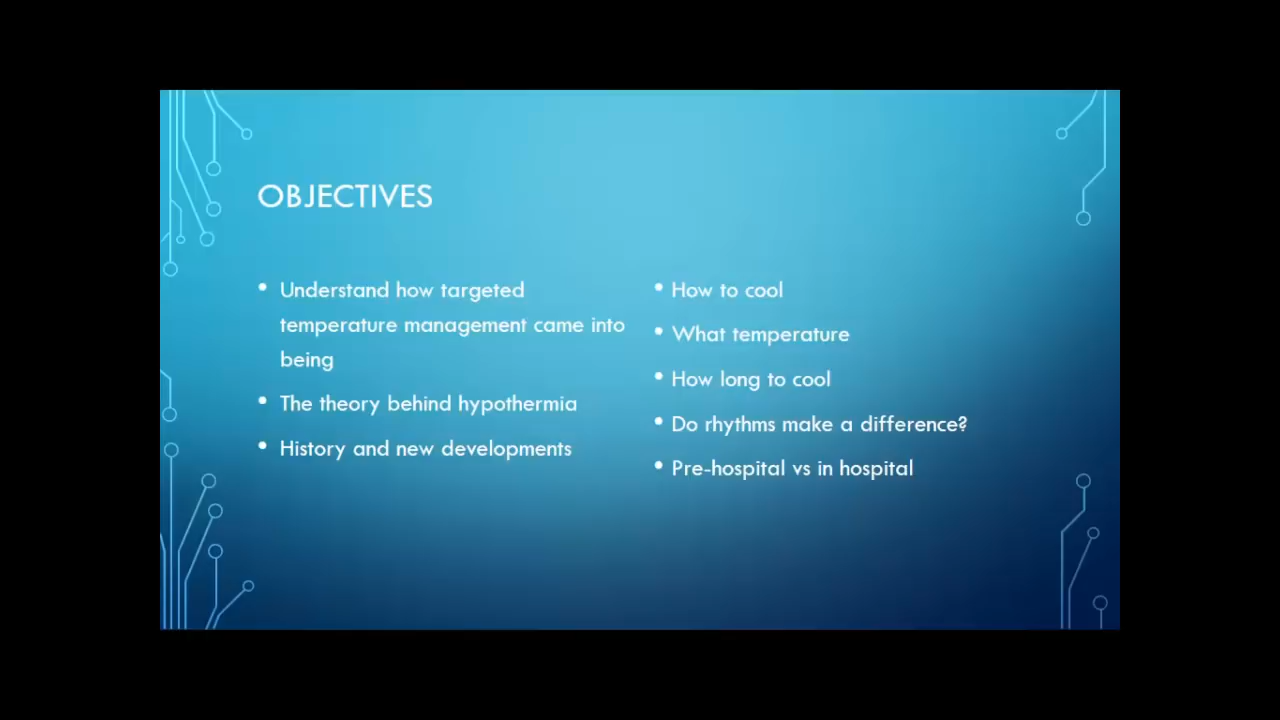 OBJECTIVES
• Understand how targeted
temperature management came into
being
• The theory behind hypothermia
• History and new developments
• How to cool
• What temperature
• How long to cool
• Do rhythms make a difference?
• Pre-hospital vs in hospital